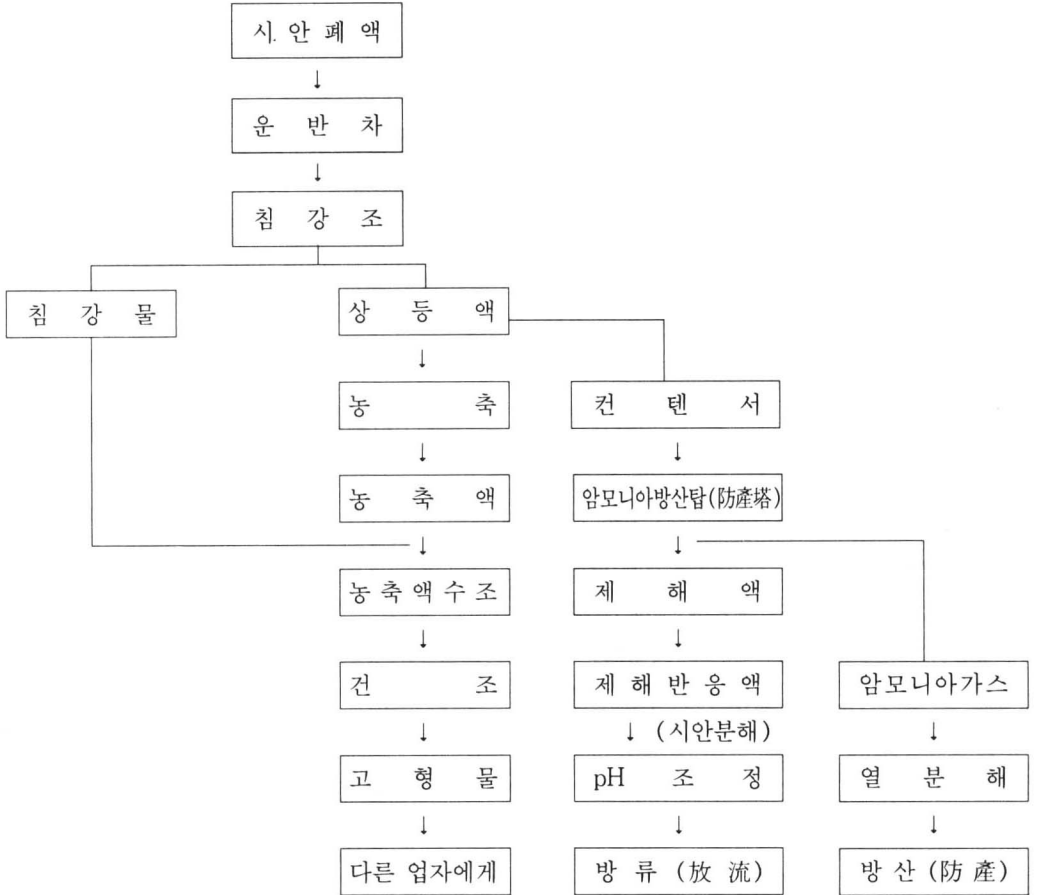 시안폐액
↓
운반차
↓
침강조
침강물 상등액
↓
농축 컨텐서
↓ ↓
농축액 암모니아방산탑(防產塔)
↓ ↓
농축액수조 제해액
↓ ↓
건조 제해반응액 암모니아가스
↓ ↓ (시안분해) ↓
고형물 pH 조정 열분해
↓ ↓ ↓
다른 업자에게 방류(放流) 방산(防產)